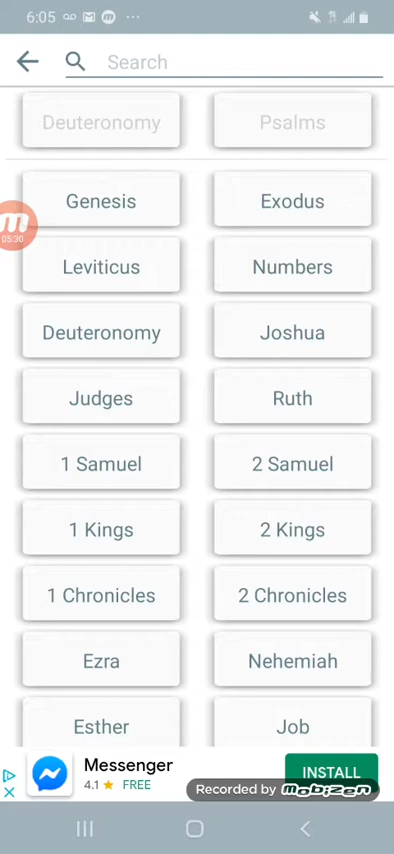 6:05
Search
Deuteronomy Psalms
Genesis Exodus
05:30
Leviticus Numbers
Deuteronomy Joshua
Judges Ruth
1 Samuel 2 Samuel
1 Kings 2 Kings
1 Chronicles 2 Chronicles
Ezra Nehemiah
Esther Job
Messenger
4.1 ★ FREE
INSTALL
Recorded by mobizen